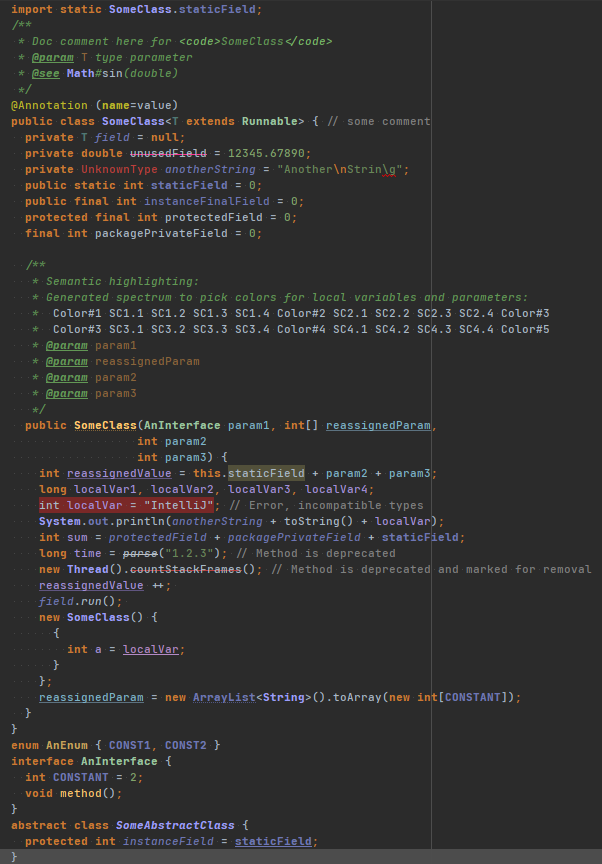 import static SomeClass.staticField;
/**
 * Doc comment here for <code>SomeClass</code>
 * @param T type parameter
 * @see Math#sin(double)
 */
@Annotation (name=value)
public class SomeClass<T extends Runnable> { // some comment
  private T field = null;
  private double unusedField = 12345.67890;
  private UnknownType anotherString = "Another\nStrin\g";
  public static int staticField = 0;
  public final int instanceFinalField = 0;
  protected final int protectedField = 0;
  final int packagePrivateField = 0;

  /**
   * Semantic highlighting:
   * Generated spectrum to pick colors for local variables and parameters:
   *  Color#1 SC1.1 SC1.2 SC1.3 SC1.4 Color#2 SC2.1 SC2.2 SC2.3 SC2.4 Color#3
   *  Color#3 SC3.1 SC3.2 SC3.3 SC3.4 Color#4 SC4.1 SC4.2 SC4.3 SC4.4 Color#5
   * @param param1
   * @param reassignedParam
   * @param param2
   * @param param3
   */
  public SomeClass(AnInterface param1, int[] reassignedParam,
                  int param2
                  int param3) {
    int reassignedValue = this.staticField + param2 + param3;
    long localVar1, localVar2, localVar3, localVar4;
    int localVar = "IntelliJ"; // Error, incompatible types
    System.out.println(anotherString + toString() + localVar);
    int sum = protectedField + packagePrivateField + staticField;
    long time = parse("1.2.3"); // Method is deprecated
    new Thread().countStackFrames(); // Method is deprecated and marked for removal
    reassignedValue ++;
    field.run();
    new SomeClass() {
      {
        int a = localVar;
      }
    };
    reassignedParam = new ArrayList<String>().toArray(new int[CONSTANT]);
  }
}
enum AnEnum { CONST1, CONST2 }
interface AnInterface {
  int CONSTANT = 2;
  void method();
}
abstract class SomeAbstractClass {
  protected int instanceField = staticField;
}